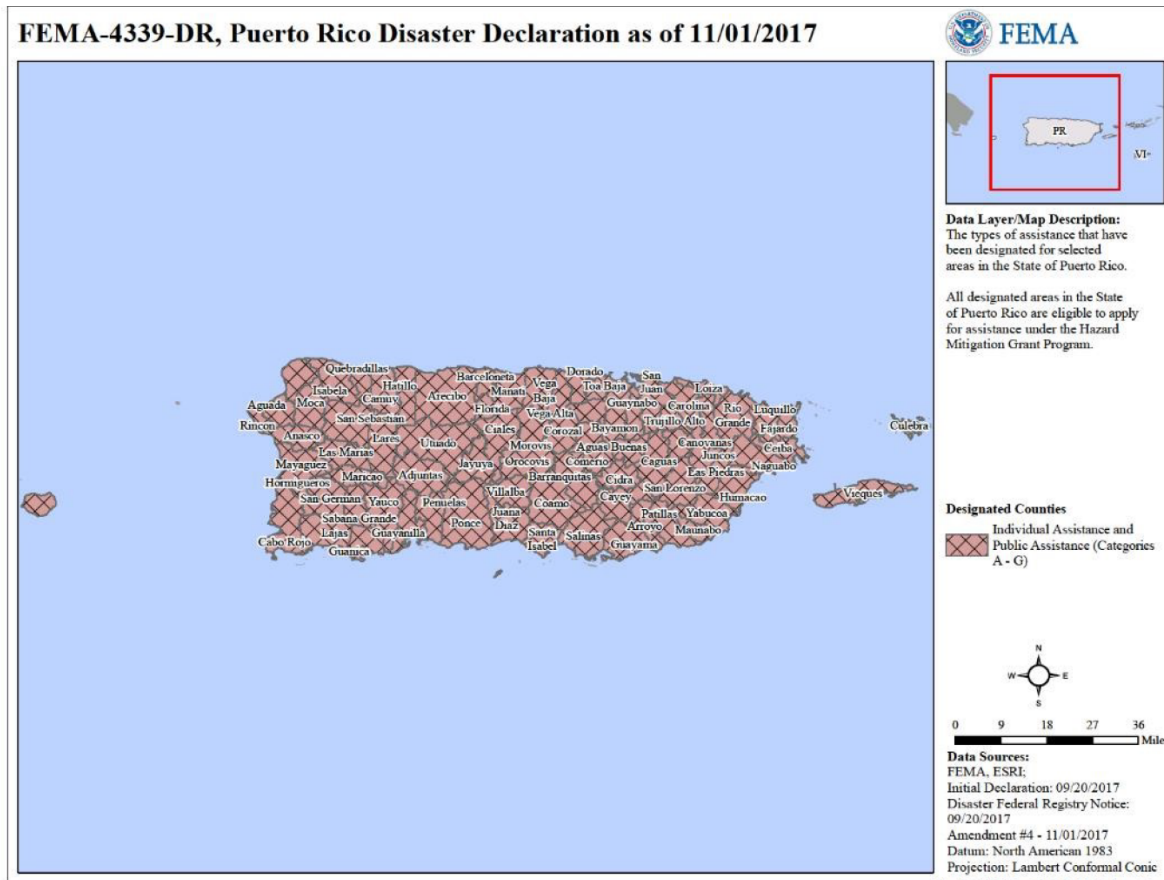 FEMA-4339-DR, Puerto Rico Disaster Declaration as of 11/01/2017
FEMA
PR
VI
Data Layer/Map Description:
The types of assistance that have
been designated for selected
areas in the State of Puerto Rico.
All designated areas in the State
of Puerto Rico are eligible to apply
for assistance under the Hazard
Mitigation Grant Program.
Quebradillas
Isabela
Hatillo
Camuy
Moca
Aguada
Rincon
San Sebastian
Anasco
Las Marias
Lares
Mayaguez
Hormigueros
Maricao
San German
Yauco
Sabana Grande
Lajas
Cabo Rojo
Guanica
Guayanilla
Arecibo
Barceloneta
Manati
Florida
Ciales
Utuado
Adjuntas
Jayuya
Penuelas
Ponce
Vega
Baja
Vega Alta
Dorado
Toa Baja
Corozal
Morovis
Orocovis
Villalba
Juana
Diaz
Coamo
Barranquitas
Comerio
Santa
Isabel
Salinas
San
Juan
Guaynabo
Bayamon
Aguas Buenas
Cidra
Cayey
Guayama
Arroyo
Patillas
Loiza
Carolina
Trujillo Alto
Canovanas
Caguas
Juncos
Las Piedras
San Lorenzo
Rio
Grande
Luquillo
Fajardo
Ceiba
Naguabo
Humacao
Yabucoa
Maunabo
Culebra
Vieques
Designated Counties
Individual Assistance and
Public Assistance (Categories
A - G)
N
W E
S
0 9 18 27 36
Mile
Data Sources:
FEMA, ESRI;
Initial Declaration: 09/20/2017
Disaster Federal Registry Notice:
09/20/2017
Amendment #4 - 11/01/2017
Datum: North American 1983
Projection: Lambert Conformal Conic